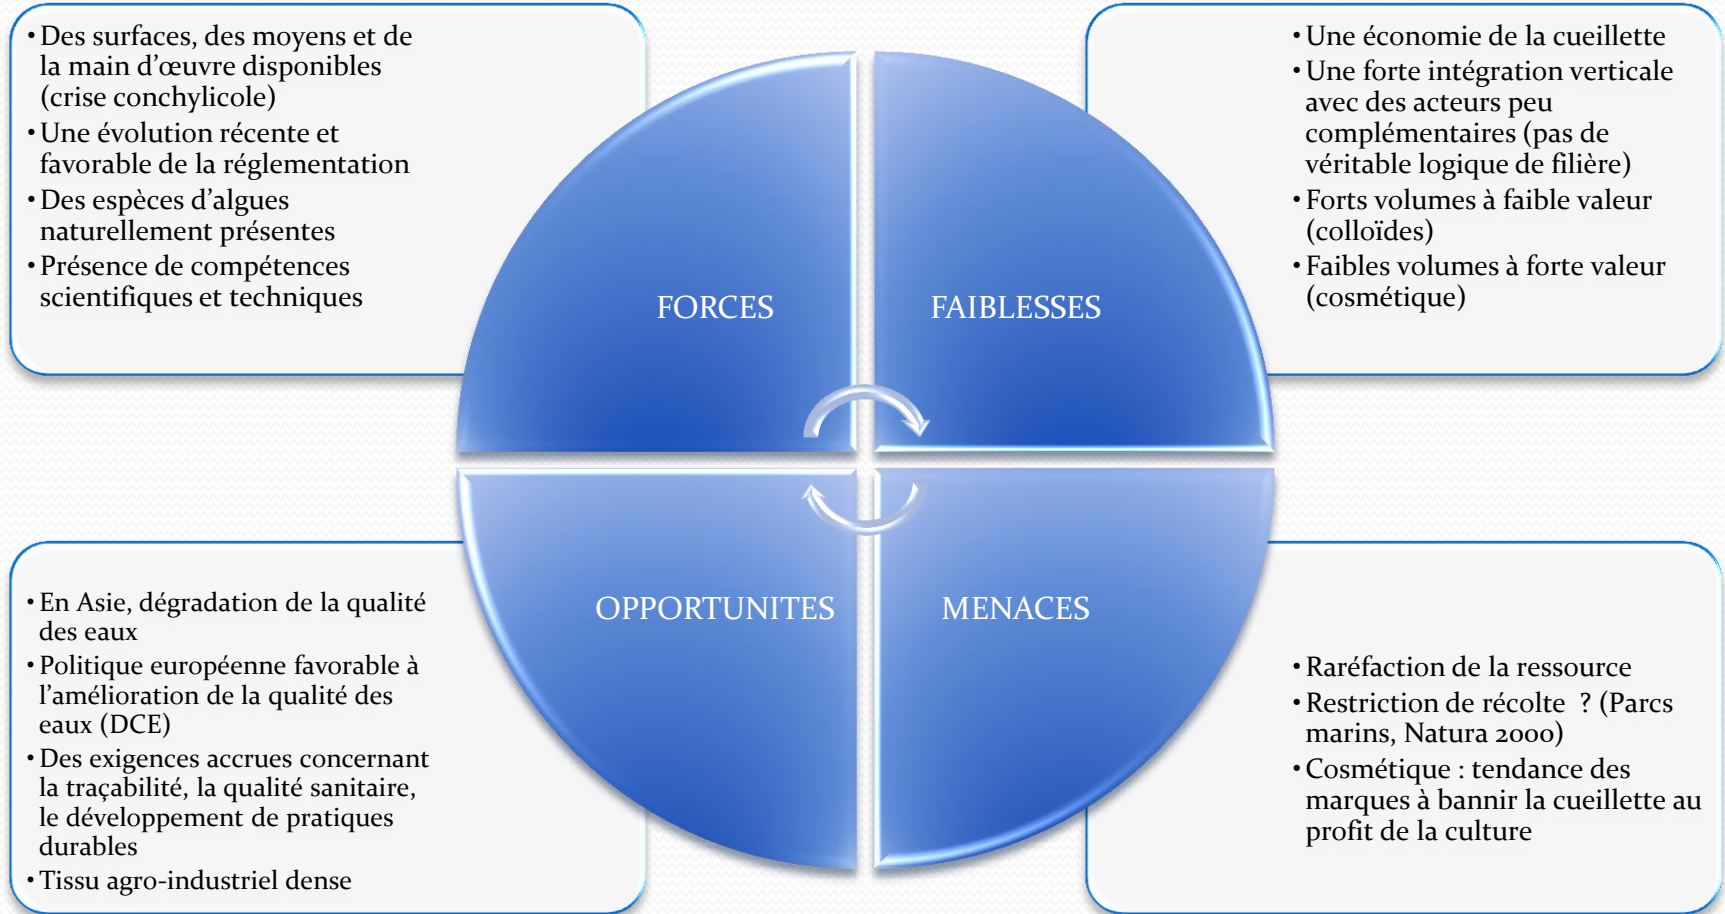 • Des surfaces, des moyens et de
la main d’œuvre disponibles
(crise conchylicole)
• Une évolution récente et
favorable de la réglementation
• Des espèces d’algues
naturellement présentes
• Présence de compétences
scientifiques et techniques
FORCES
FAIBLESSES
• Une économie de la cueillette
• Une forte intégration verticale
avec des acteurs peu
complémentaires (pas de
véritable logique de filière)
• Forts volumes à faible valeur
(colloïdes)
• Faibles volumes à forte valeur
(cosmétique)
• En Asie, dégradation de la qualité
des eaux
• Politique européenne favorable à
l’amélioration de la qualité des
eaux (DCE)
• Des exigences accrues concernant
la traçabilité, la qualité sanitaire,
le développement de pratiques
durables
• Tissu agro-industriel dense
OPPORTUNITES
MENACES
• Raréfaction de la ressource
• Restriction de récolte ? (Parcs
marins, Natura 2000)
• Cosmétique : tendance des
marques à bannir la cueillette au
profit de la culture